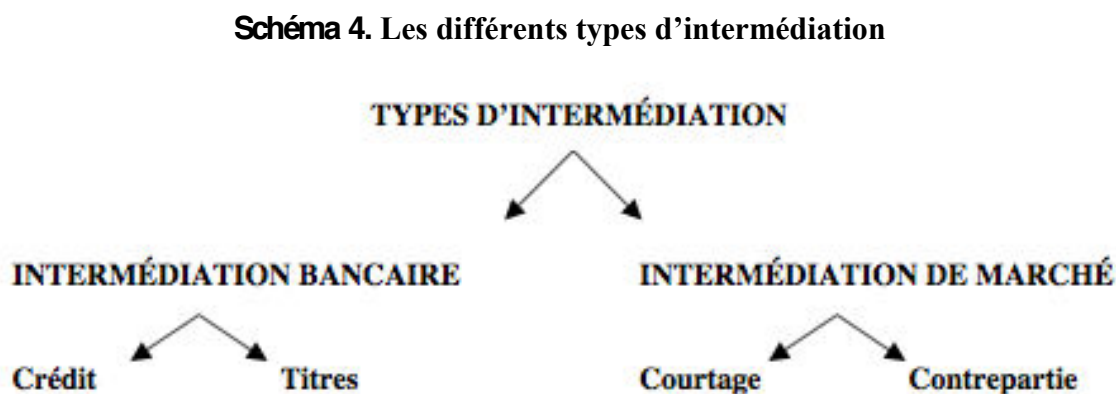 Schéma 4. Les différents types d’intermédiation
TYPES D’INTERMÉDIATION
INTERMÉDIATION BANCAIRE INTERMÉDIATION DE MARCHÉ
Crédit Titres Courtage Contrepartie